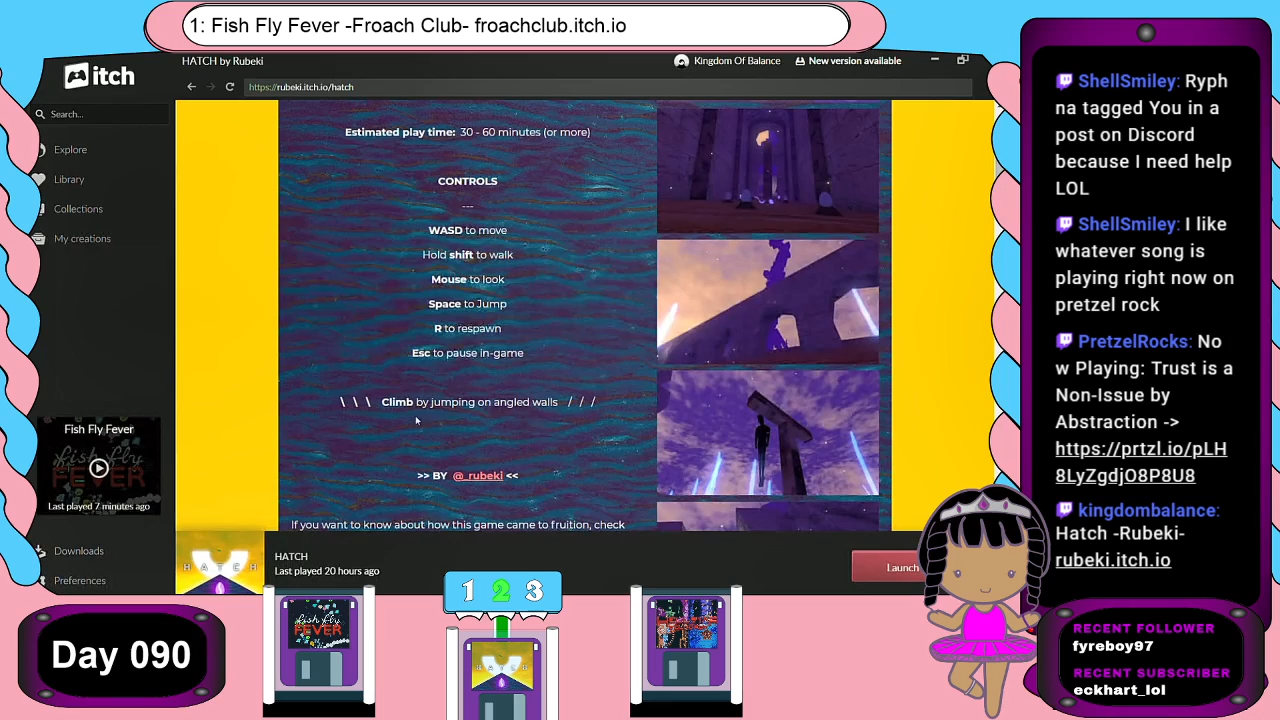 1: Fish Fly Fever -Froach Club- froachclub.itch.io
itch
HATCH by Rubeki
Kingdom Of Balance
New version available
https://rubeki.itch.io/hatch
Search...
Explore
Library
Collections
My creations
Fish Fly Fever
fish fly
FEVER
Last played 7 minutes ago
Downloads
Preferences
Estimated play time: 30 - 60 minutes (or more)
CONTROLS
---
WASD to move
Hold shift to walk
Mouse to look
Space to Jump
R to respawn
Esc to pause in-game
\ \ \ Climb by jumping on angled walls / / /
>> BY @_rubeki <<
If you want to know about how this game came to fruition, check
HATCH
HATCH
Last played 20 hours ago
Launch
ShellSmiley: Ryph
na tagged You in a
post on Discord
because I need help
LOL
ShellSmiley: I like
whatever song is
playing right now on
pretzel rock
PretzelRocks: No
w Playing: Trust is a
Non-Issue by
Abstraction ->
https://prtzl.io/pLH
8LyZgdjO8P8U8
kingdombalance:
Hatch -Rubeki-
rubeki.itch.io
Day 090
fish fly
FEVER
1 2 3
HATCH
RECENT FOLLOWER
fyreboy97
RECENT SUBSCRIBER
eckhart_lol